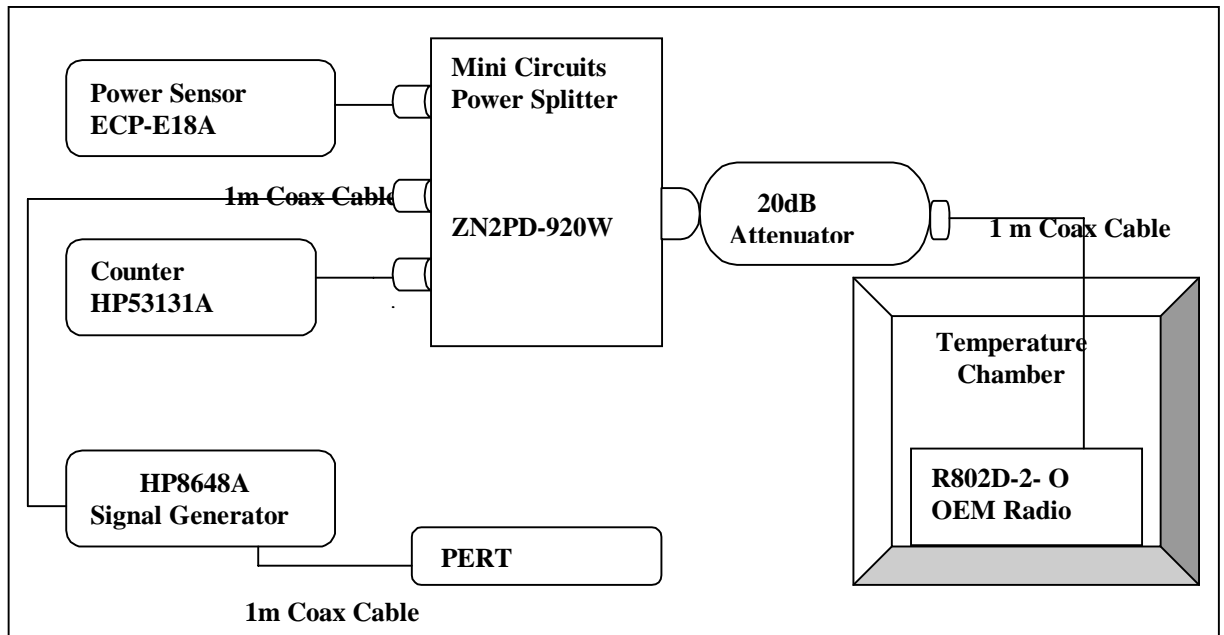 Power Sensor
ECP-E18A
Mini Circuits
Power Splitter
ZN2PD-920W
1m Coax Cable
Counter
HP53131A
20dB
Attenuator
1 m Coax Cable
Temperature
Chamber
R802D-2- O
OEM Radio
HP8648A
Signal Generator
PERT
1m Coax Cable